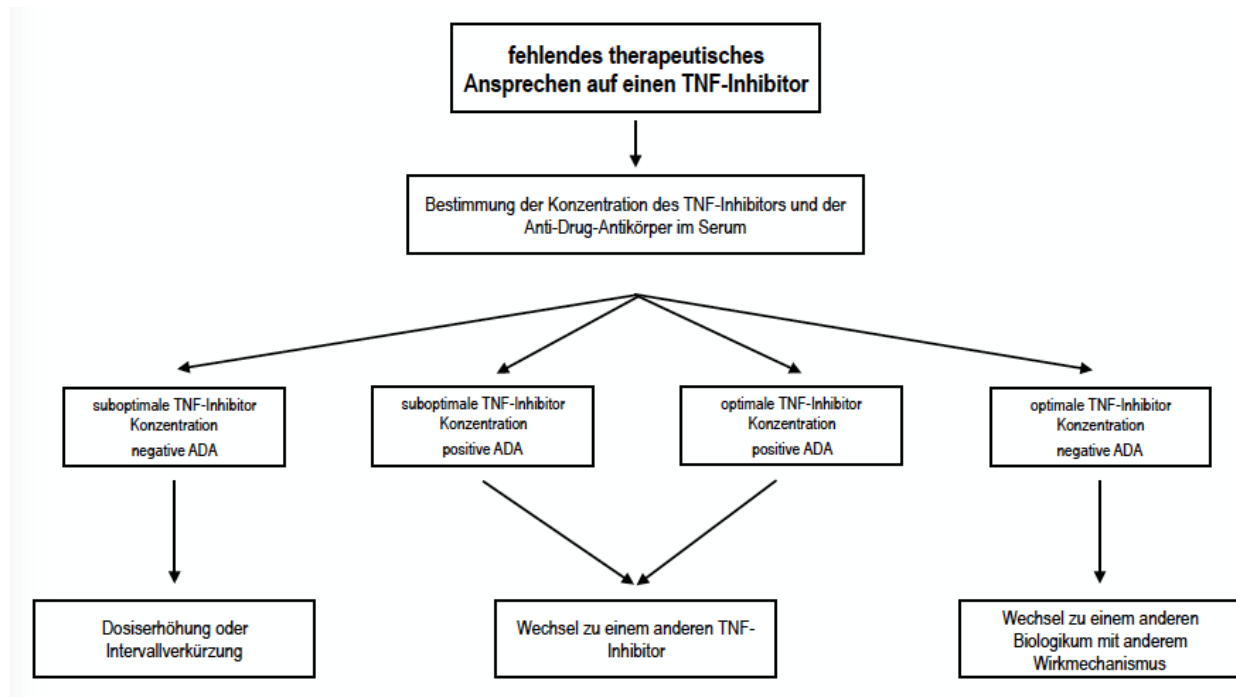 fehlendes therapeutisches
Ansprechen auf einen TNF-Inhibitor
Bestimmung der Konzentration des TNF-Inhibitors und der
Anti-Drug-Antikörper im Serum
suboptimale TNF-Inhibitor
Konzentration
negative ADA
suboptimale TNF-Inhibitor
Konzentration
positive ADA
optimale TNF-Inhibitor
Konzentration
positive ADA
optimale TNF-Inhibitor
Konzentration
negative ADA
Dosiserhöhung oder
Intervallverkürzung
Wechsel zu einem anderen TNF-
Inhibitor
Wechsel zu einem anderen
Biologikum mit anderem
Wirkmechanismus